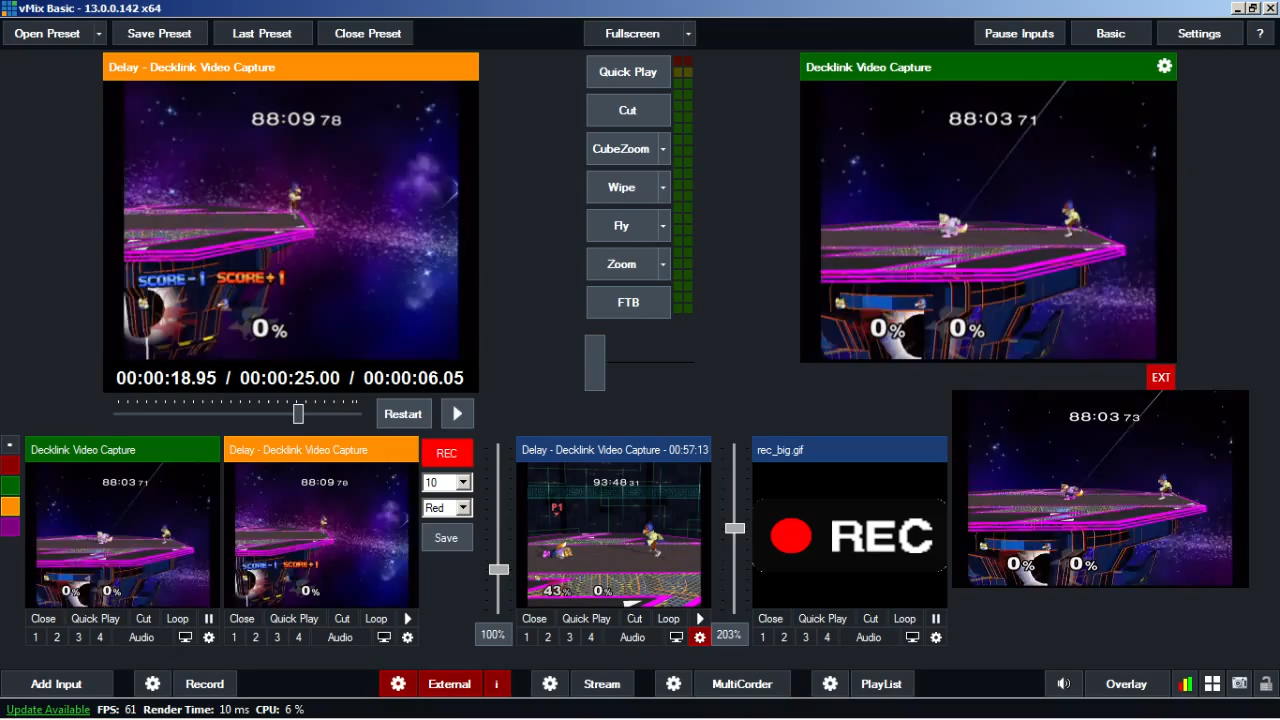 vMix Basic - 13.0.0.142 x64
Open Preset
Save Preset
Last Preset
Close Preset
Fullscreen
Pause Inputs
Basic
Settings
?
Delay - Decklink Video Capture
88:09 78
SCORE-1 SCORE+1
0%
00:00:18.95 / 00:00:25.00 / 00:00:06.05
Restart
Quick Play
Cut
CubeZoom
Wipe
Fly
Zoom
FTB
Decklink Video Capture
88:03 71
0% 0%
EXT
88:03 73
0% 0%
Decklink Video Capture
88:03 71
0% 0%
Close Quick Play Cut Loop
1 2 3 4 Audio
Delay - Decklink Video Capture
88:09 78
SCORE-1 SCORE+1
0%
Close Quick Play Cut Loop
1 2 3 4 Audio
REC
10
Red
Save
100%
Delay - Decklink Video Capture - 00:57:13
93:48 31
P1
43% 0%
Close Quick Play Cut Loop
1 2 3 4 Audio
203%
rec_big.gif
REC
Close Quick Play Cut Loop
1 2 3 4 Audio
Add Input
Record
External
i
Stream
MultiCorder
PlayList
Overlay
Update Available FPS: 61 Render Time: 10 ms CPU: 6 %